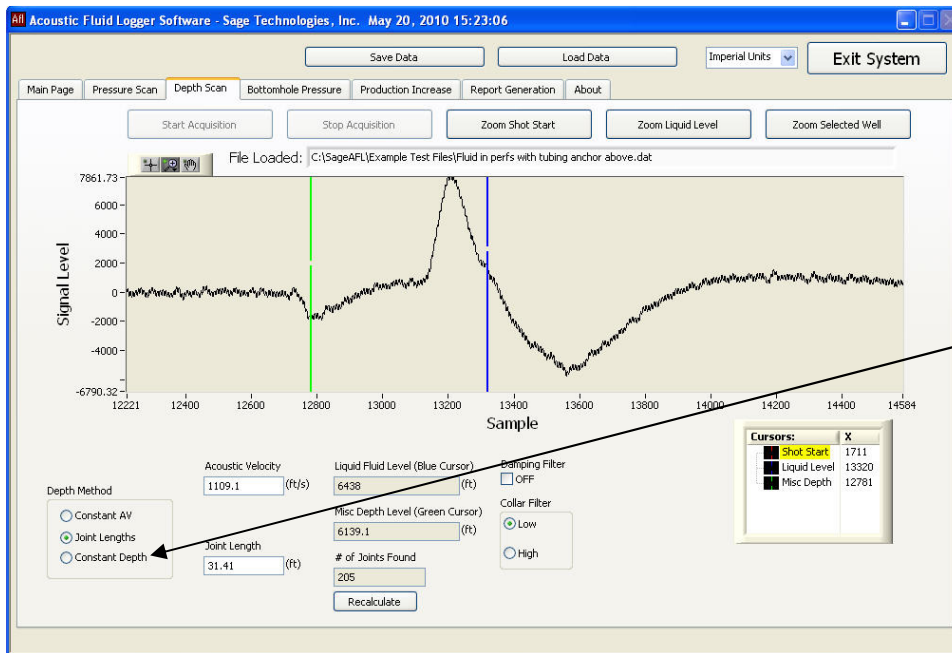 Afl Acoustic Fluid Logger Software - Sage Technologies, Inc. May 20, 2010 15:23:06
Save Data
Load Data
Imperial Units
Exit System
Main Page
Pressure Scan
Depth Scan
Bottomhole Pressure
Production Increase
Report Generation
About
Start Acquisition
Stop Acquisition
Zoom Shot Start
Zoom Liquid Level
Zoom Selected Well
File Loaded: C:\SageAFL\Example Test Files\Fluid in perfs with tubing anchor above.dat
Signal Level
7861.73
6000
4000
2000
0
-2000
-4000
-6790.32
12221 12400 12600 12800 13000 13200 13400 13600 13800 14000 14200 14400 14584
Sample
Cursors: X
Shot Start 1711
Liquid Level 13320
Misc Depth 12781
Depth Method
Constant AV
Joint Lengths
Constant Depth
Acoustic Velocity
1109.1 (ft/s)
Joint Length
31.41 (ft)
Liquid Fluid Level (Blue Cursor)
6438 (ft)
Misc Depth Level (Green Cursor)
6139.1 (ft)
# of Joints Found
205
Recalculate
Damping Filter
OFF
Collar Filter
Low
High